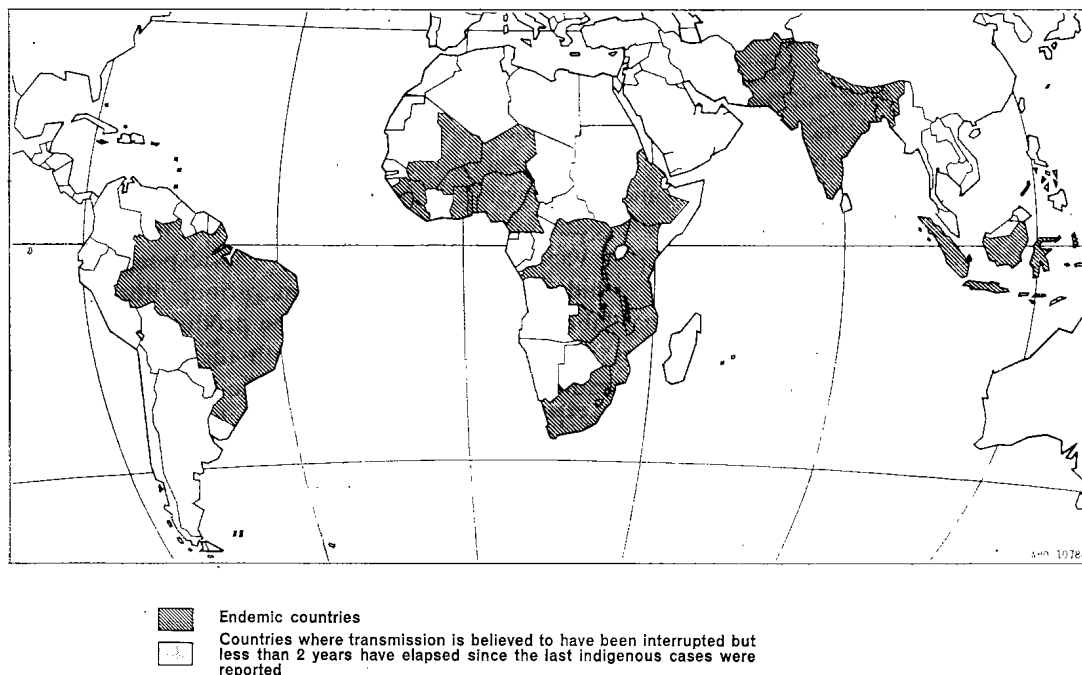 Endemic countries
Countries where transmission is believed to have been interrupted but
less than 2 years have elapsed since the last indigenous cases were
reported